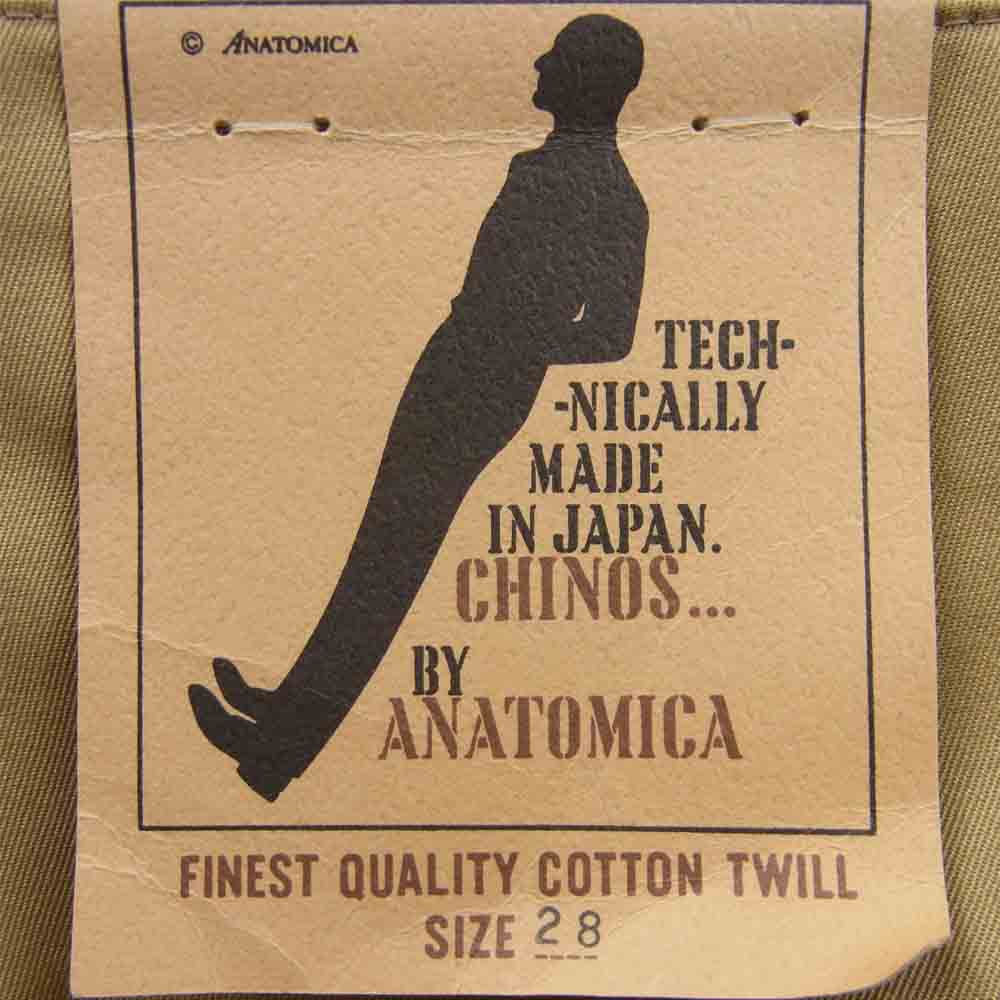 © ANATOMICA
TECH-
-NICALLY
MADE
IN JAPAN.
CHINOS...
BY
ANATOMICA
FINEST QUALITY COTTON TWILL
SIZE 28